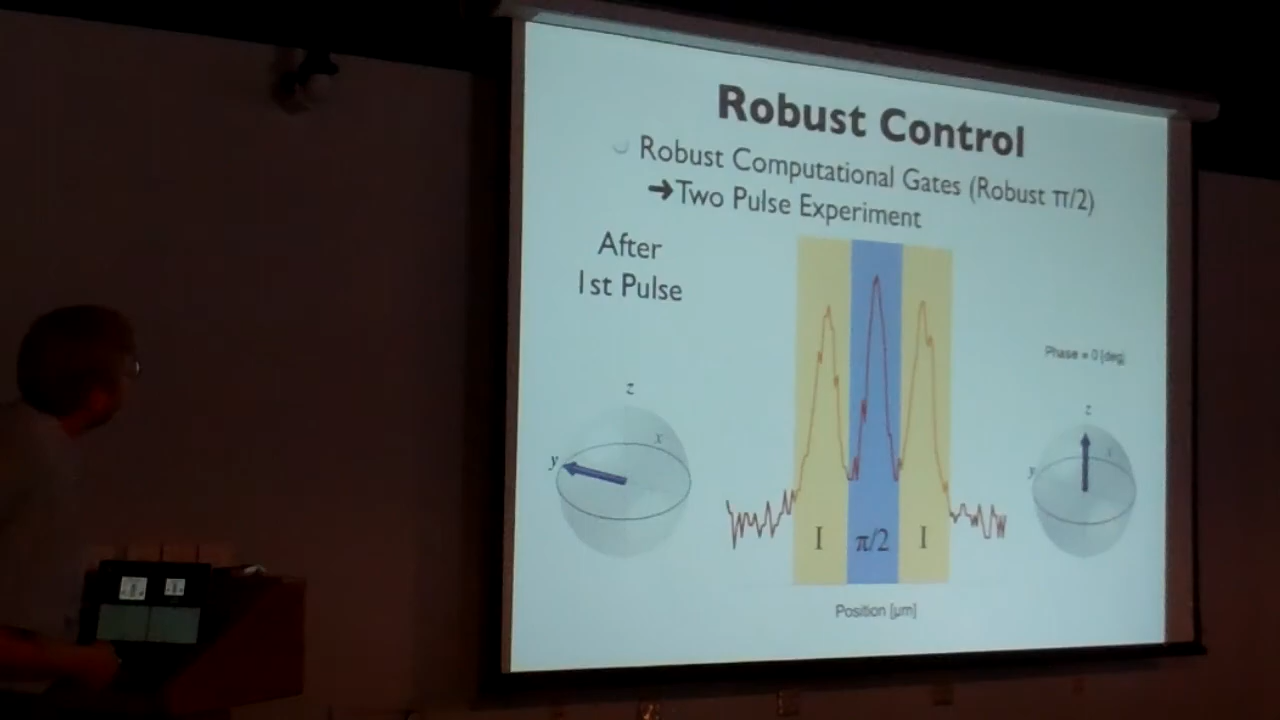 Robust Control
Robust Computational Gates (Robust π/2)
➔Two Pulse Experiment
After
1st Pulse
Phase = 0 [deg]
z
x
y
z
x
y
I
π/2
I
Position [μm]